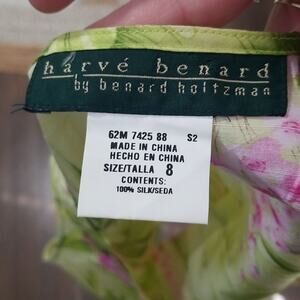 harvé benard
by benard holtzman
62M 7425 88 S2
MADE IN CHINA
HECHO EN CHINA
SIZE/TALLA 8
CONTENTS:
100% SILK/SEDA